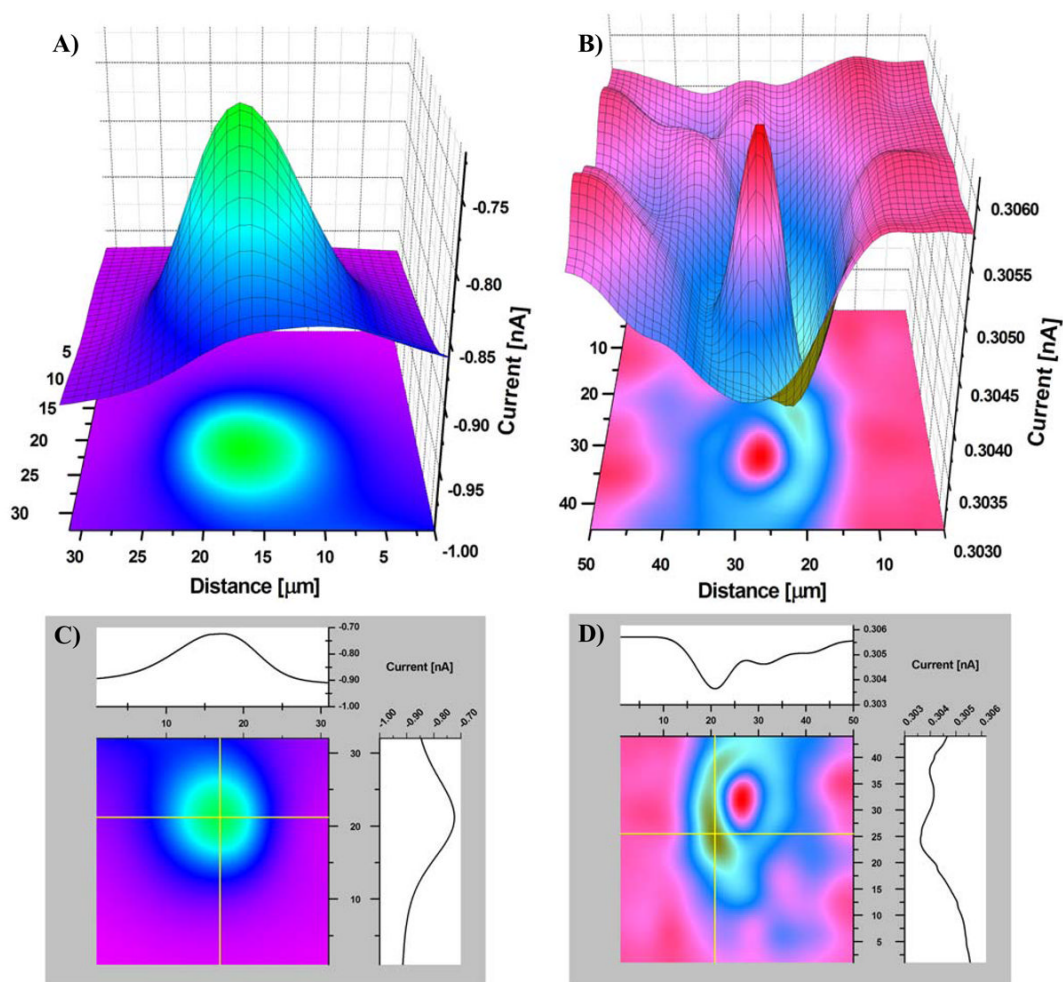 A)
-0.75
-0.80
-0.85
-0.90
-0.95
-1.00
Current [nA]
5
10
15
20
25
30
30 25 20 15 10 5
Distance [μm]
B)
0.3060
0.3055
0.3050
0.3045
0.3040
0.3035
0.3030
Current [nA]
10
20
30
40
50 40 30 20 10
Distance [μm]
C)
-0.70
-0.80
-0.90
-1.00
10 20 30
Current [nA]
-1.00 -0.90 -0.80 -0.70
30
20
10
D)
0.306
0.305
0.304
0.303
10 20 30 40 50
Current [nA]
0.303 0.304 0.305 0.306
40
35
30
25
20
15
10
5